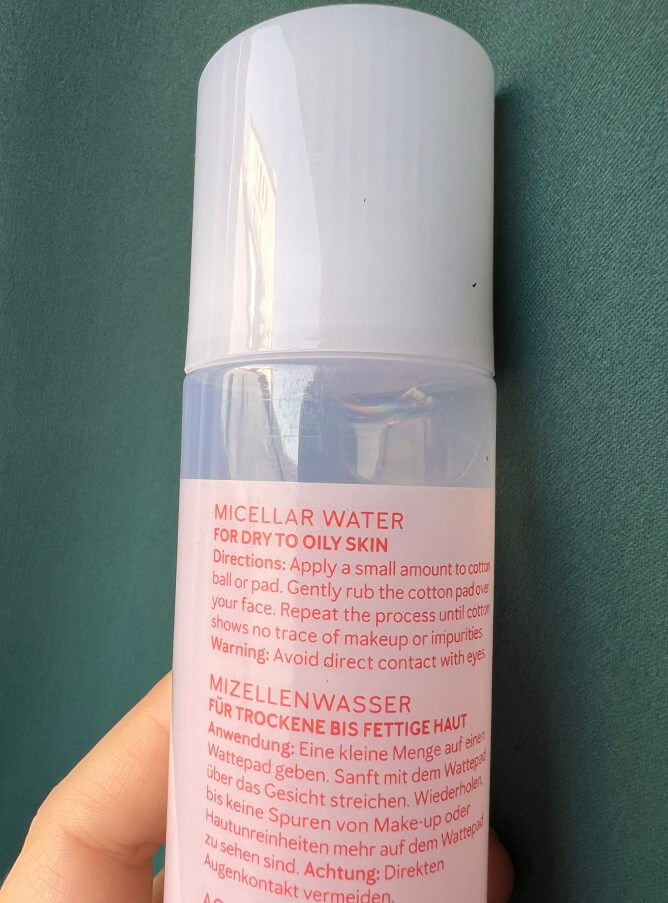 MICELLAR WATER
FOR DRY TO OILY SKIN
Directions: Apply a small amount to cotton
ball or pad. Gently rub the cotton pad over
your face. Repeat the process until cotton
shows no trace of makeup or impurities.
Warning: Avoid direct contact with eyes.
MIZELLENWASSER
FÜR TROCKENE BIS FETTIGE HAUT
Anwendung: Eine kleine Menge auf einen
Wattepad geben. Sanft mit dem Wattepad
über das Gesicht streichen. Wiederholen,
bis keine Spuren von Make-up oder
Hautunreinheiten mehr auf dem Wattepad
zu sehen sind. Achtung: Direkten
Augenkontakt vermeiden.